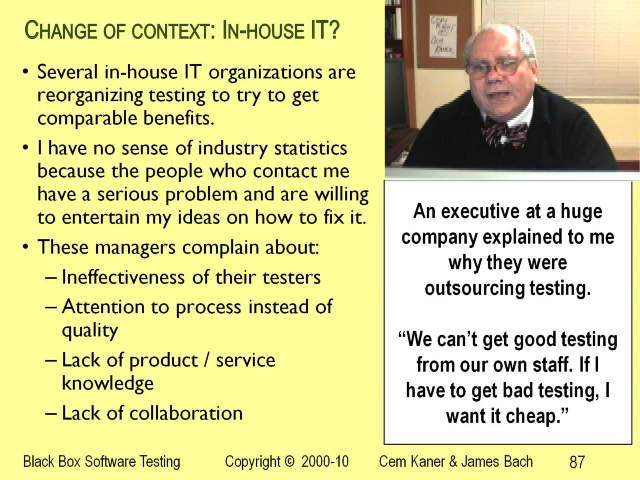 CHANGE OF CONTEXT: IN-HOUSE IT?
• Several in-house IT organizations are
reorganizing testing to try to get
comparable benefits.
• I have no sense of industry statistics
because the people who contact me
have a serious problem and are willing
to entertain my ideas on how to fix it.
• These managers complain about:
– Ineffectiveness of their testers
– Attention to process instead of
quality
– Lack of product / service
knowledge
– Lack of collaboration
An executive at a huge
company explained to me
why they were
outsourcing testing.
“We can’t get good testing
from our own staff. If I
have to get bad testing, I
want it cheap.”
Black Box Software Testing Copyright © 2000-10 Cem Kaner & James Bach 87